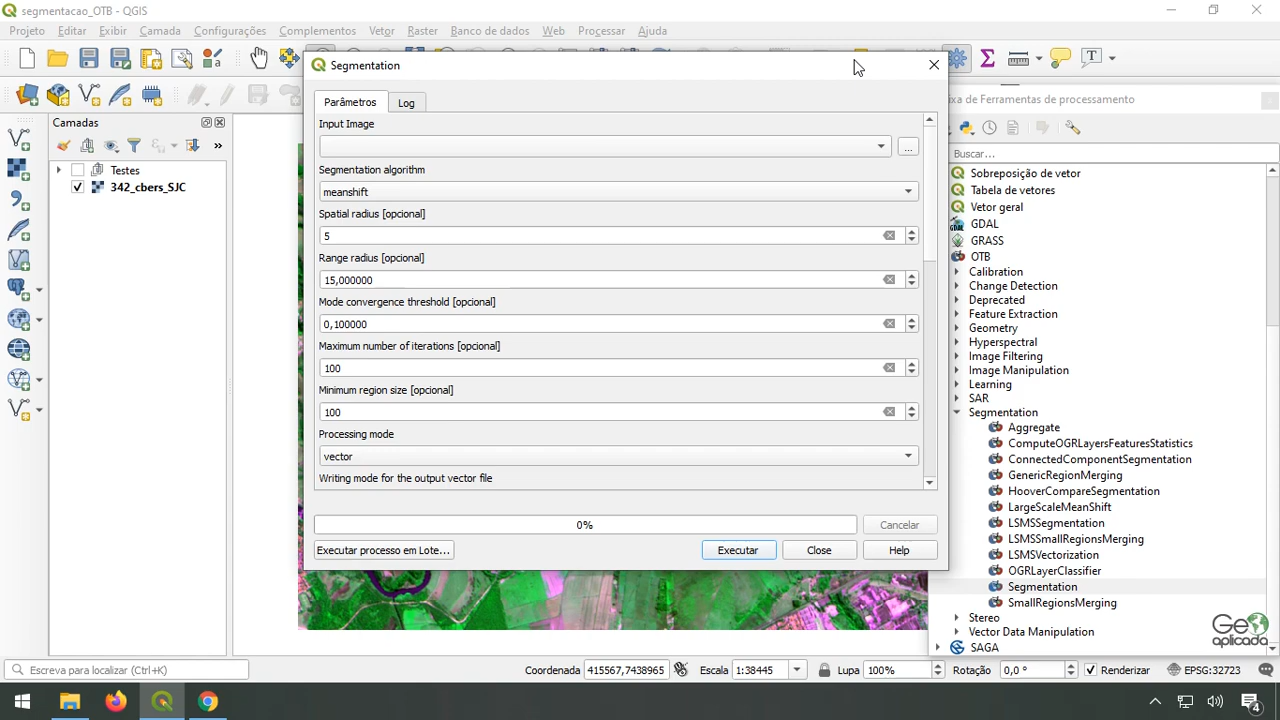 segmentacao_OTB - QGIS
Projeto Editar Exibir Camada Configurações Complementos Vetor Raster Banco de dados Web Processar Ajuda
Segmentation
Parâmetros Log
Input Image
Segmentation algorithm
meanshift
Spatial radius [opcional]
5
Range radius [opcional]
15,000000
Mode convergence threshold [opcional]
0,100000
Maximum number of iterations [opcional]
100
Minimum region size [opcional]
100
Processing mode
vector
Writing mode for the output vector file
0% Cancelar
Executar processo em Lote... Executar Close Help
Camadas
Testes
342_cbers_SJC
ixa de Ferramentas de processamento
Buscar...
Sobreposição de vetor
Tabela de vetores
Vetor geral
GDAL
GRASS
OTB
Calibration
Change Detection
Deprecated
Feature Extraction
Geometry
Hyperspectral
Image Filtering
Image Manipulation
Learning
SAR
Segmentation
Aggregate
ComputeOGRLayersFeaturesStatistics
ConnectedComponentSegmentation
GenericRegionMerging
HooverCompareSegmentation
LargeScaleMeanShift
LSMSSegmentation
LSMSSmallRegionsMerging
LSMSVectorization
OGRLayerClassifier
Segmentation
SmallRegionsMerging
Stereo
Vector Data Manipulation
SAGA
Geo
aplicada
Escreva para localizar (Ctrl+K) Coordenada 415567,7438965 Escala 1:38445 Lupa 100% Rotação 0,0 ° Renderizar EPSG:32723
4